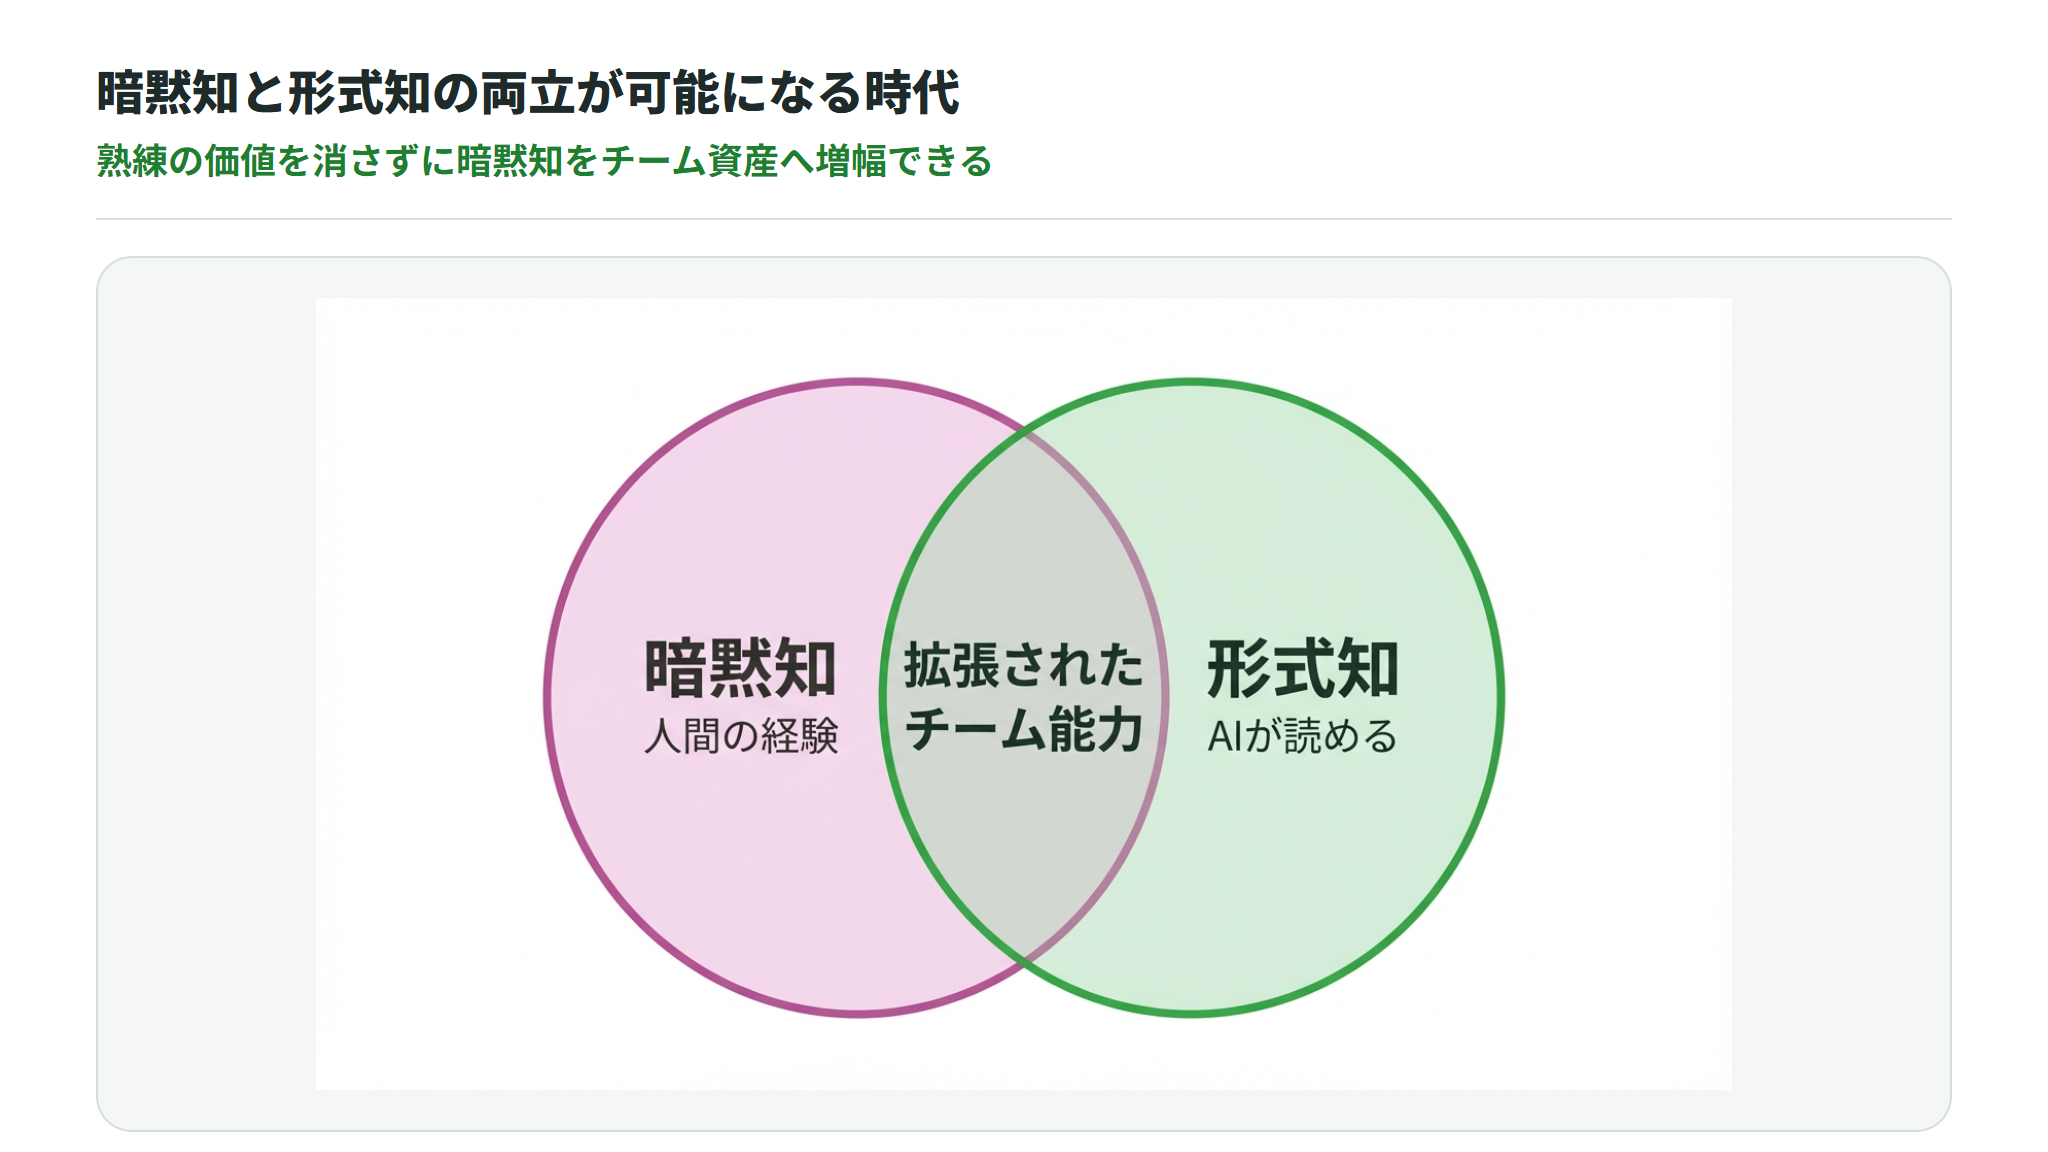 暗黙知と形式知の両立が可能になる時代
熟練の価値を消さずに暗黙知をチーム資産へ増幅できる
暗黙知
人間の経験
拡張された
チーム能力
形式知
AIが読める